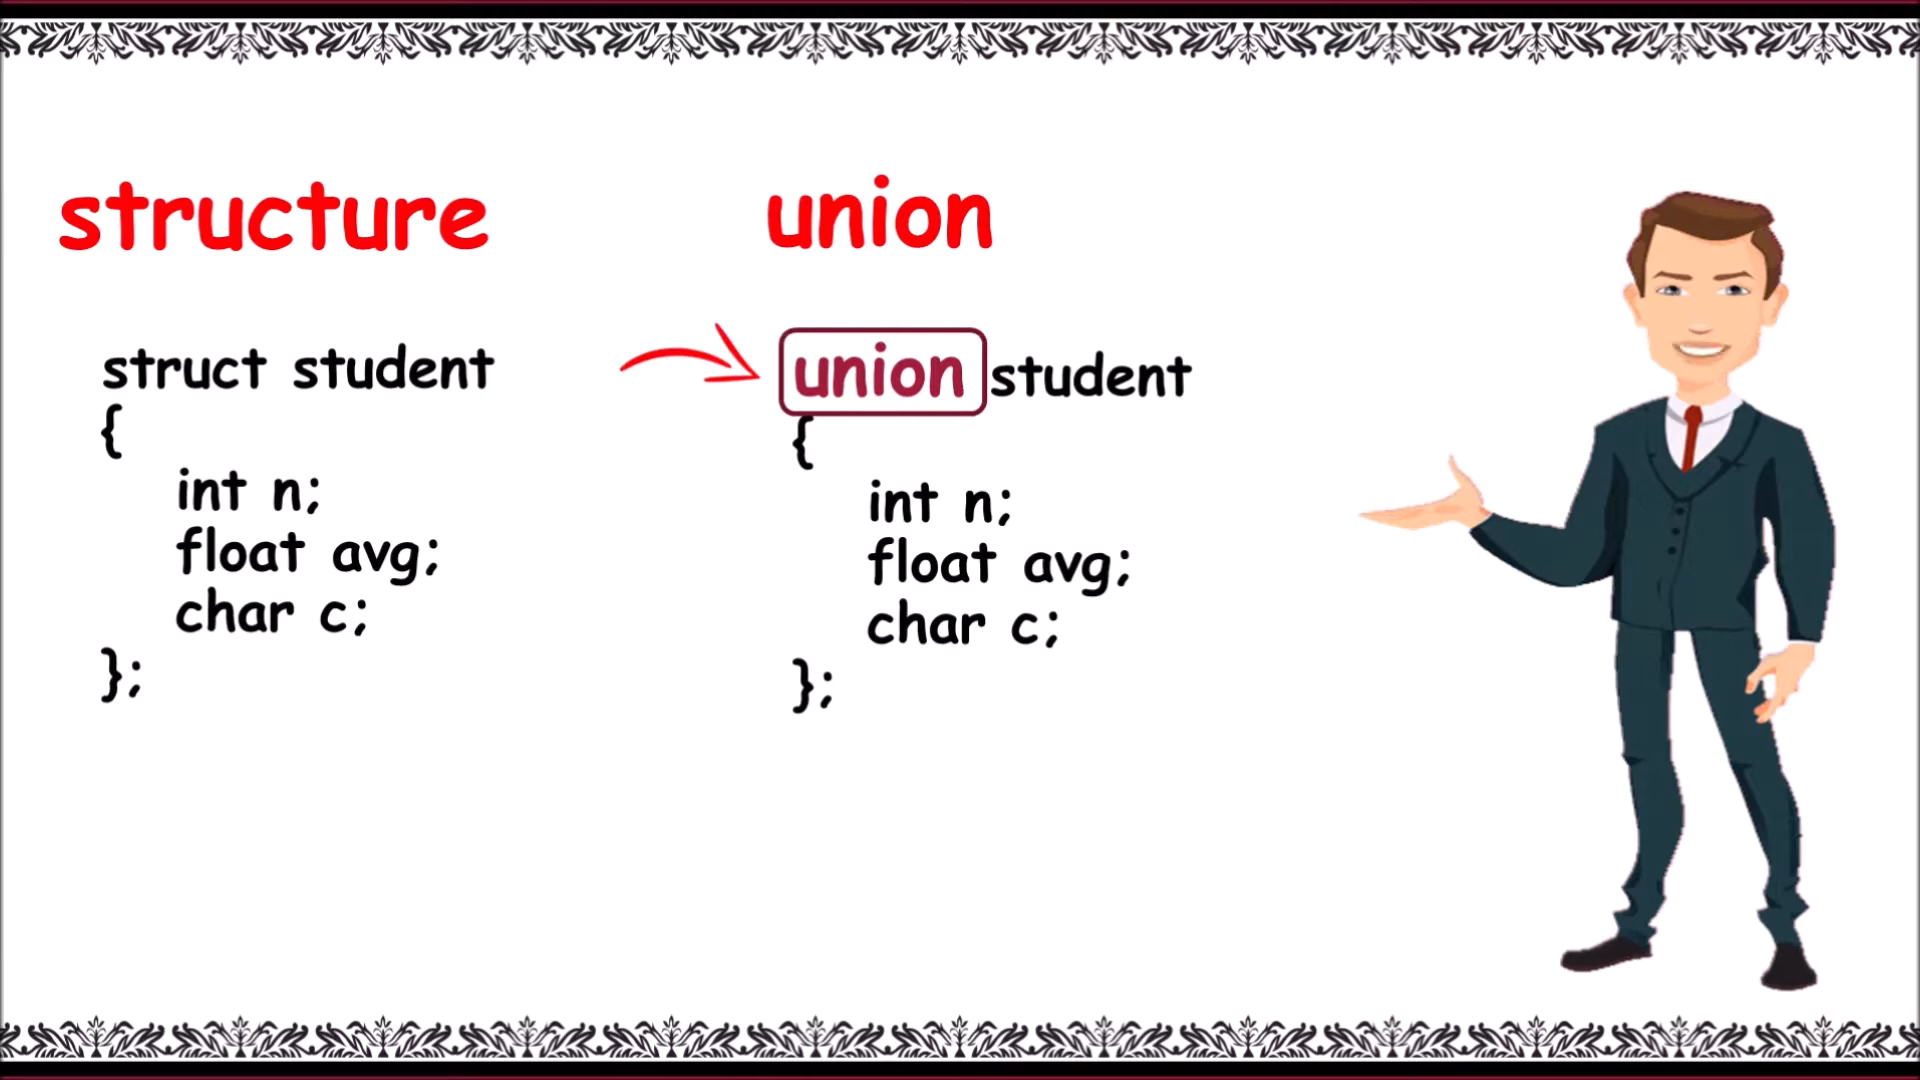 structure
struct student
{
int n;
float avg;
char c;
};
union
union student
{
int n;
float avg;
char c;
};